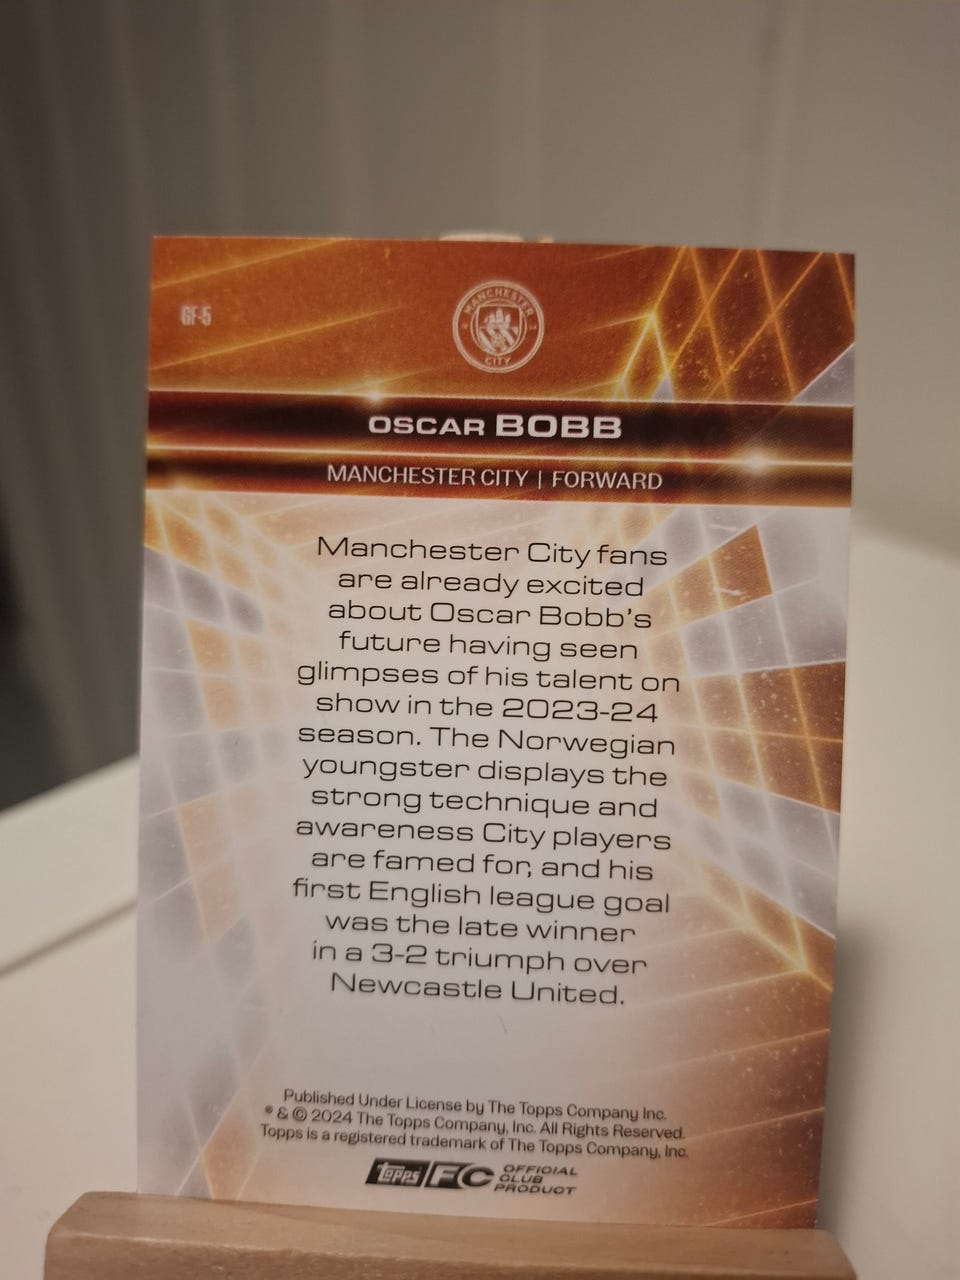 GF-5
MANCHESTER
CITY
OSCAR BOBB
MANCHESTER CITY | FORWARD
Manchester City fans
are already excited
about Oscar Bobb's
future having seen
glimpses of his talent on
show in the 2023-24
season. The Norwegian
youngster displays the
strong technique and
awareness City players
are famed for, and his
first English league goal
was the late winner
in a 3-2 triumph over
Newcastle United.
Published Under License by The Topps Company Inc.
® & © 2024 The Topps Company, Inc. All Rights Reserved.
Topps is a registered trademark of The Topps Company, Inc.
topps FC OFFICIAL
CLUB
PRODUCT